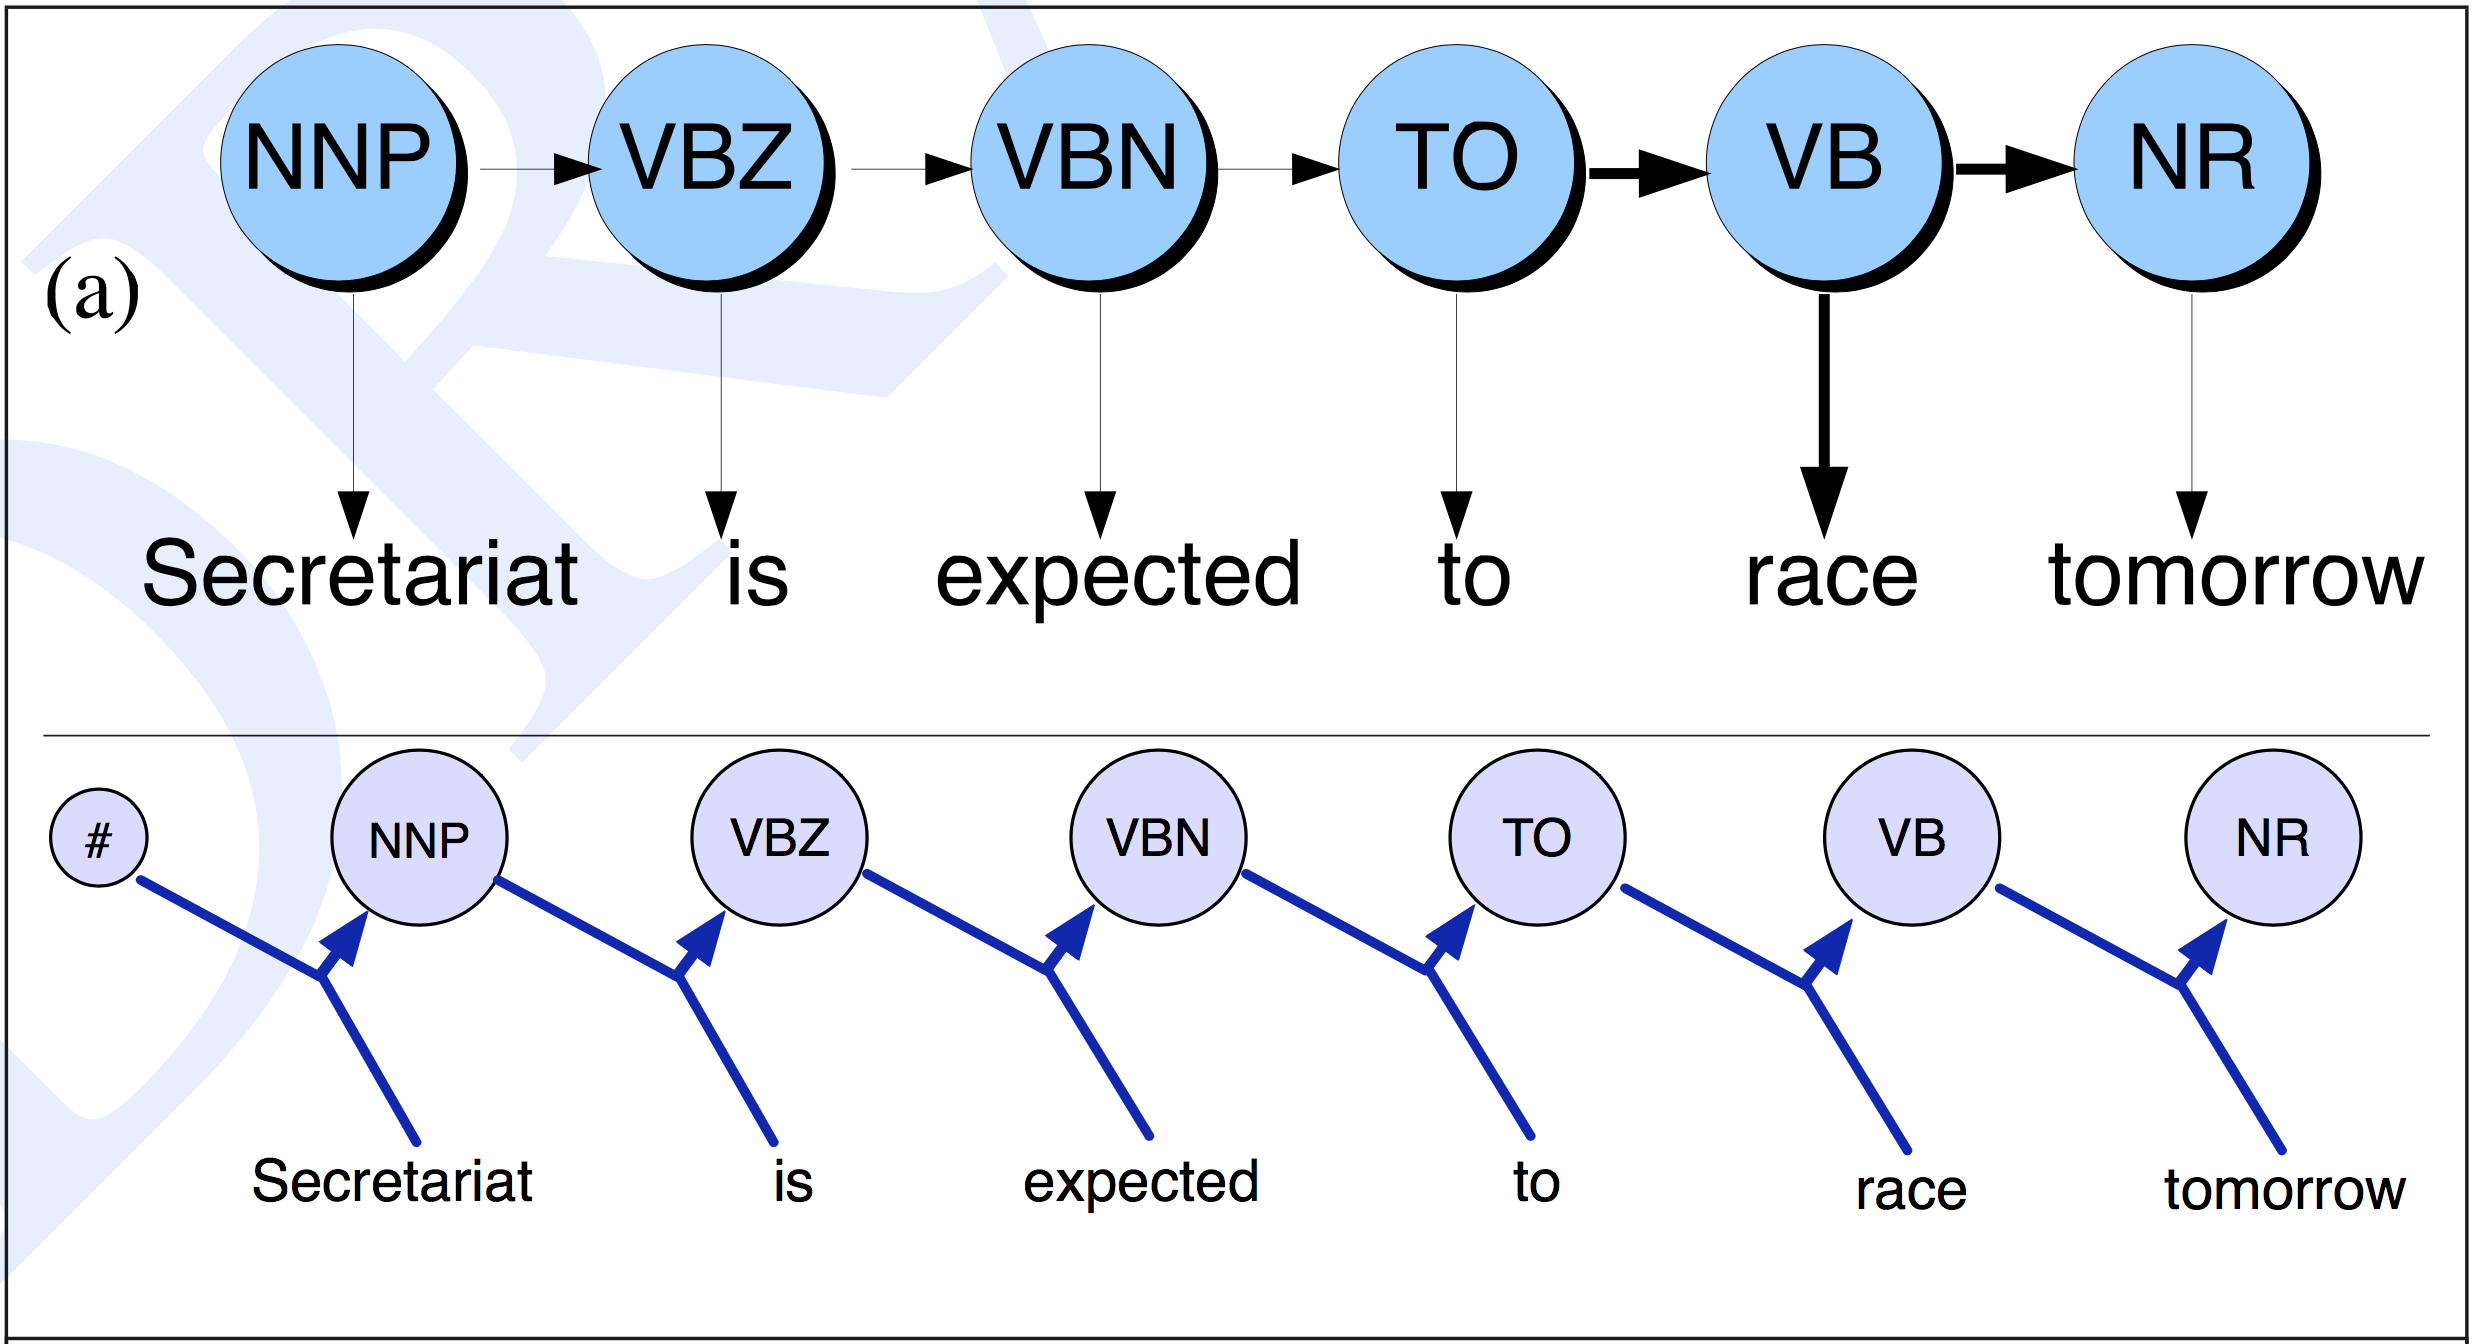 NNP VBZ VBN TO VB NR
(a)
Secretariat is expected to race tomorrow
# NNP VBZ VBN TO VB NR
Secretariat is expected to race tomorrow